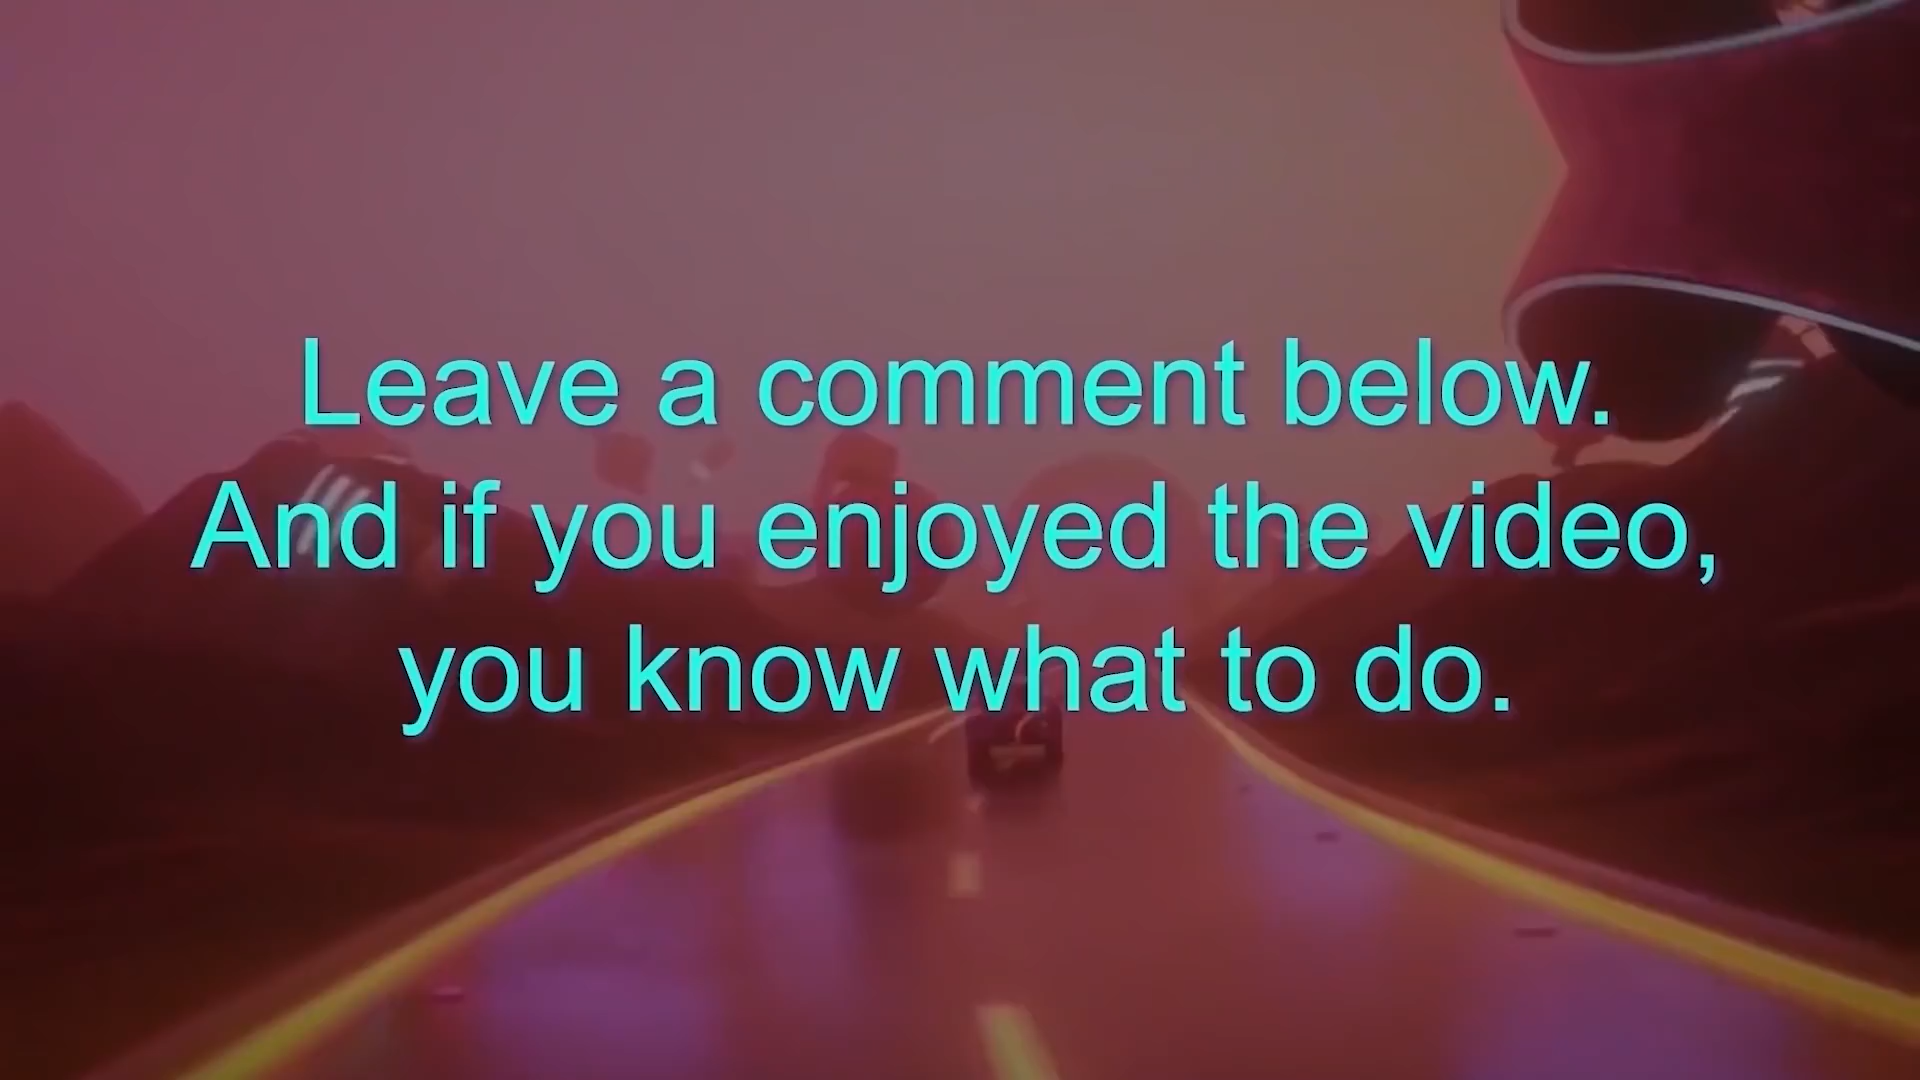 Leave a comment below.
And if you enjoyed the video,
you know what to do.